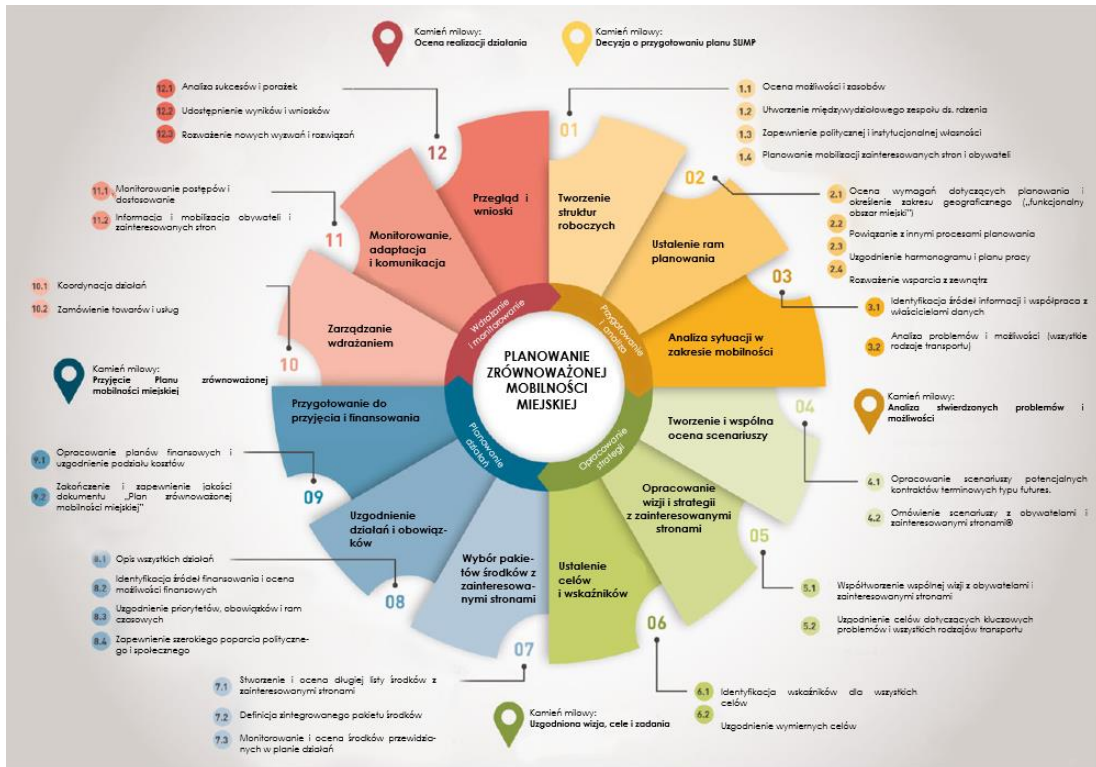 Kamień milowy:
Ocena realizacji działania
Kamień milowy:
Decyzja o przygotowaniu planu SUMP
12.1 Analiza sukcesów i porażek
12.2 Udostępnienie wyników i wniosków
12.3 Rozważenie nowych wyzwań i rozwiązań
1.1 Ocena możliwości i zasobów
1.2 Utworzenie międzywydziałowego zespołu ds. rdzenia
1.3 Zapewnienie politycznej i instytucjonalnej własności
1.4 Planowanie mobilizacji zainteresowanych stron i obywateli
11.1 Monitorowanie postępów i
dostosowanie
11.2 Informacja i mobilizacja obywateli i
zainteresowanych stron
2.1 Ocena wymagań dotyczących planowania i
określenie zakresu geograficznego („funkcjonalny
obszar miejski")
2.2
Powiązanie z innymi procesami planowania
2.3
Uzgodnienie harmonogramu i planu pracy
2.4
Rozważenie wsparcia z zewnątrz
10.1 Koordynacja działań
10.2 Zamówienie towarów i usług
3.1 Identyfikacja źródeł informacji i współpraca z
właścicielami danych
3.2 Analiza problemów i możliwości (wszystkie
rodzaje transportu)
Kamień milowy:
Przyjęcie Planu zrównoważonej
mobilności miejskiej
Kamień milowy:
Analiza stwierdzonych problemów i
możliwości
9.1 Opracowanie planów finansowych i
uzgodnienie podziału kosztów
9.2 Zakończenie i zapewnienie jakości
dokumentu „Plan zrównoważonej
mobilności miejskiej"
4.1 Opracowanie scenariuszy potencjalnych
kontraktów terminowych typu futures.
4.2 Omówienie scenariuszy z obywatelami i
zainteresowanymi stronami®
8.1 Opis wszystkich działań
8.2 Identyfikacja źródeł finansowania i ocena
możliwości finansowych
8.3 Uzgodnienie priorytetów, obowiązków i ram
czasowych
8.4 Zapewnienie szerokiego poparcia polityczne-
go i społecznego
5.1 Współtworzenie wspólnej wizji z obywatelami i
zainteresowanymi stronami
5.2 Uzgodnienie celów dotyczących kluczowych
problemów i wszystkich rodzajów transportu
7.1 Stworzenie i ocena długiej listy środków z
zainteresowanymi stronami
7.2 Definicja zintegrowanego pakietu środków
7.3 Monitorowanie i ocena środków przewidzia-
nych w planie działań
Kamień milowy:
Uzgodniona wizja, cele i zadania
6.1 Identyfikacja wskaźników dla wszystkich
celów
6.2
Uzgodnienie wymiernych celów
01
Tworzenie
struktur
roboczych
02
Ustalenie ram
planowania
03
Analiza sytuacji w
zakresie mobilności
04
Tworzenie i wspólna
ocena scenariuszy
05
Opracowanie
wizji i strategii
z zainteresowanymi
stronami
06
Ustalenie
celów
i wskaźników
07
Wybór pakie-
tów środków z
zainteresowa-
nymi stronami
08
Uzgodnienie
działań i obowiąz-
ków
09
Przygotowanie do
przyjęcia i finansowania
10
Zarządzanie
wdrażaniem
11
Monitorowanie,
adaptacja
i komunikacja
12
Przegląd i
wnioski
Wdrażanie
i monitorowanie
Przygotowanie
i analiza
Opracowanie
strategii
Planowanie
działań
PLANOWANIE
ZRÓWNOWAŻONEJ
MOBILNOŚCI
MIEJSKIEJ